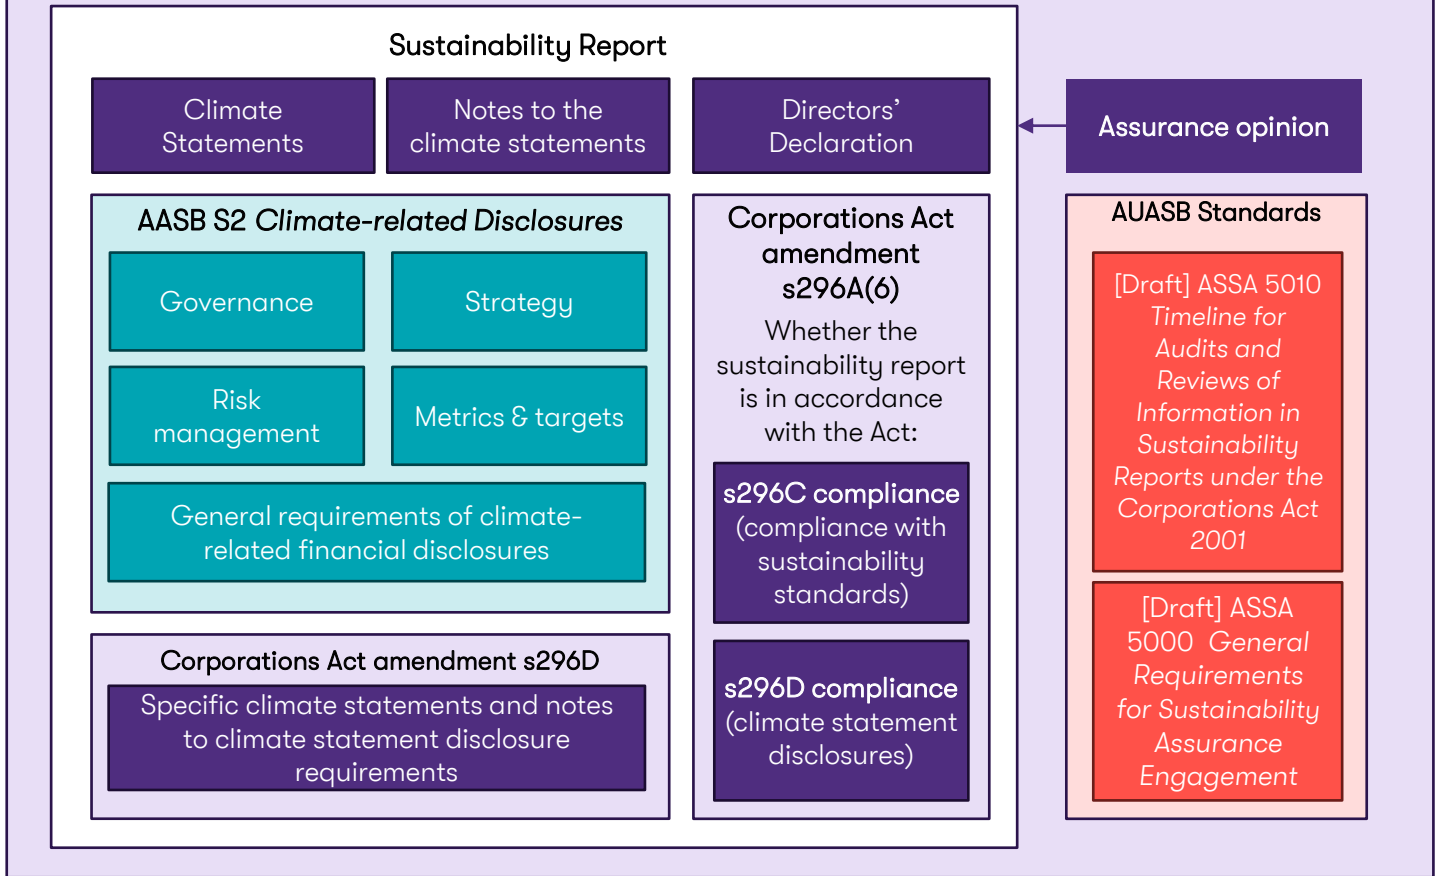 Sustainability Report
Climate
Statements
Notes to the
climate statements
Directors’
Declaration
Assurance opinion
AASB S2 Climate-related Disclosures
Governance
Strategy
Risk
management
Metrics & targets
General requirements of climate-
related financial disclosures
Corporations Act amendment s296D
Specific climate statements and notes
to climate statement disclosure
requirements
Corporations Act
amendment
s296A(6)
Whether the
sustainability report
is in accordance
with the Act:
s296C compliance
(compliance with
sustainability
standards)
s296D compliance
(climate statement
disclosures)
AUASB Standards
[Draft] ASSA 5010
Timeline for
Audits and
Reviews of
Information in
Sustainability
Reports under the
Corporations Act
2001
[Draft] ASSA
5000 General
Requirements
for Sustainability
Assurance
Engagement